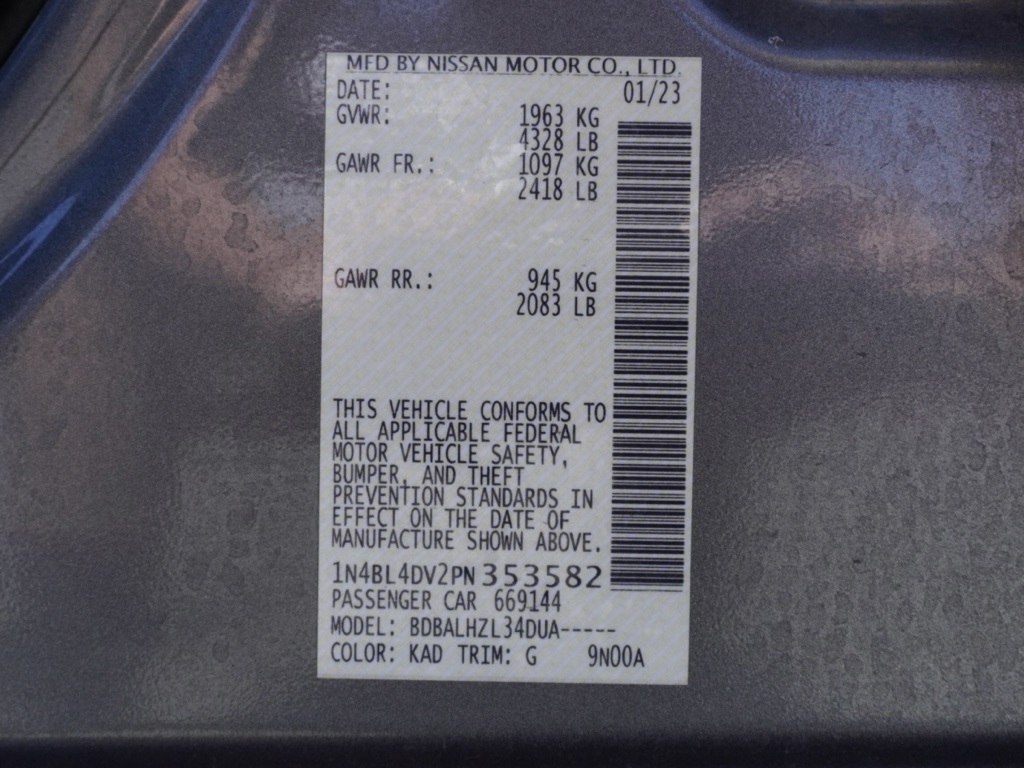 MFD BY NISSAN MOTOR CO., LTD.
DATE: 01/23
GVWR: 1963 KG
4328 LB
GAWR FR.: 1097 KG
2418 LB
GAWR RR.: 945 KG
2083 LB
THIS VEHICLE CONFORMS TO
ALL APPLICABLE FEDERAL
MOTOR VEHICLE SAFETY,
BUMPER, AND THEFT
PREVENTION STANDARDS IN
EFFECT ON THE DATE OF
MANUFACTURE SHOWN ABOVE.
1N4BL4DV2PN353582
PASSENGER CAR 669144
MODEL: BDBALHZL34DUA-----
COLOR: KAD TRIM: G 9N00A